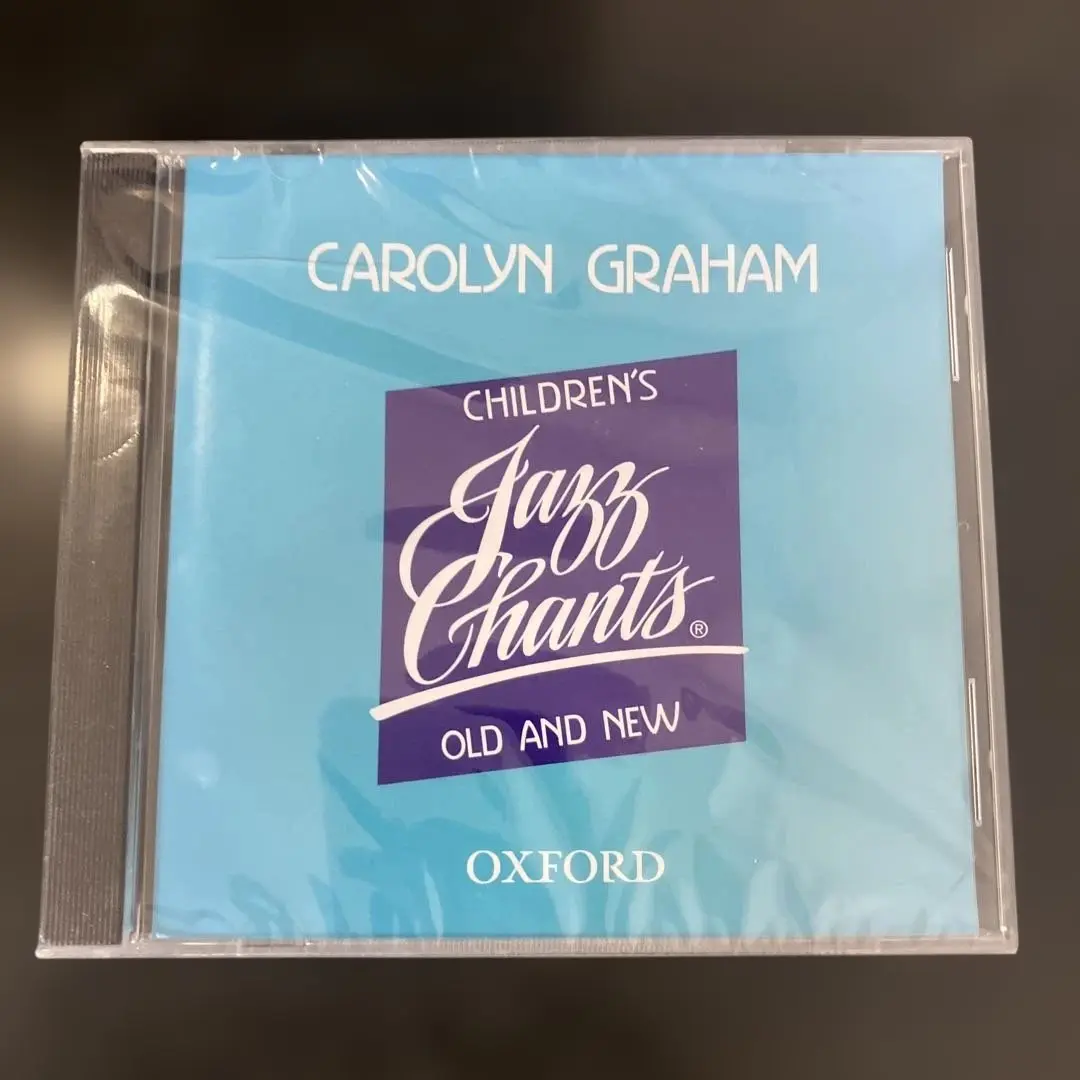 CAROLYN GRAHAM
CHILDREN'S
Jazz
Chants®
OLD AND NEW
OXFORD